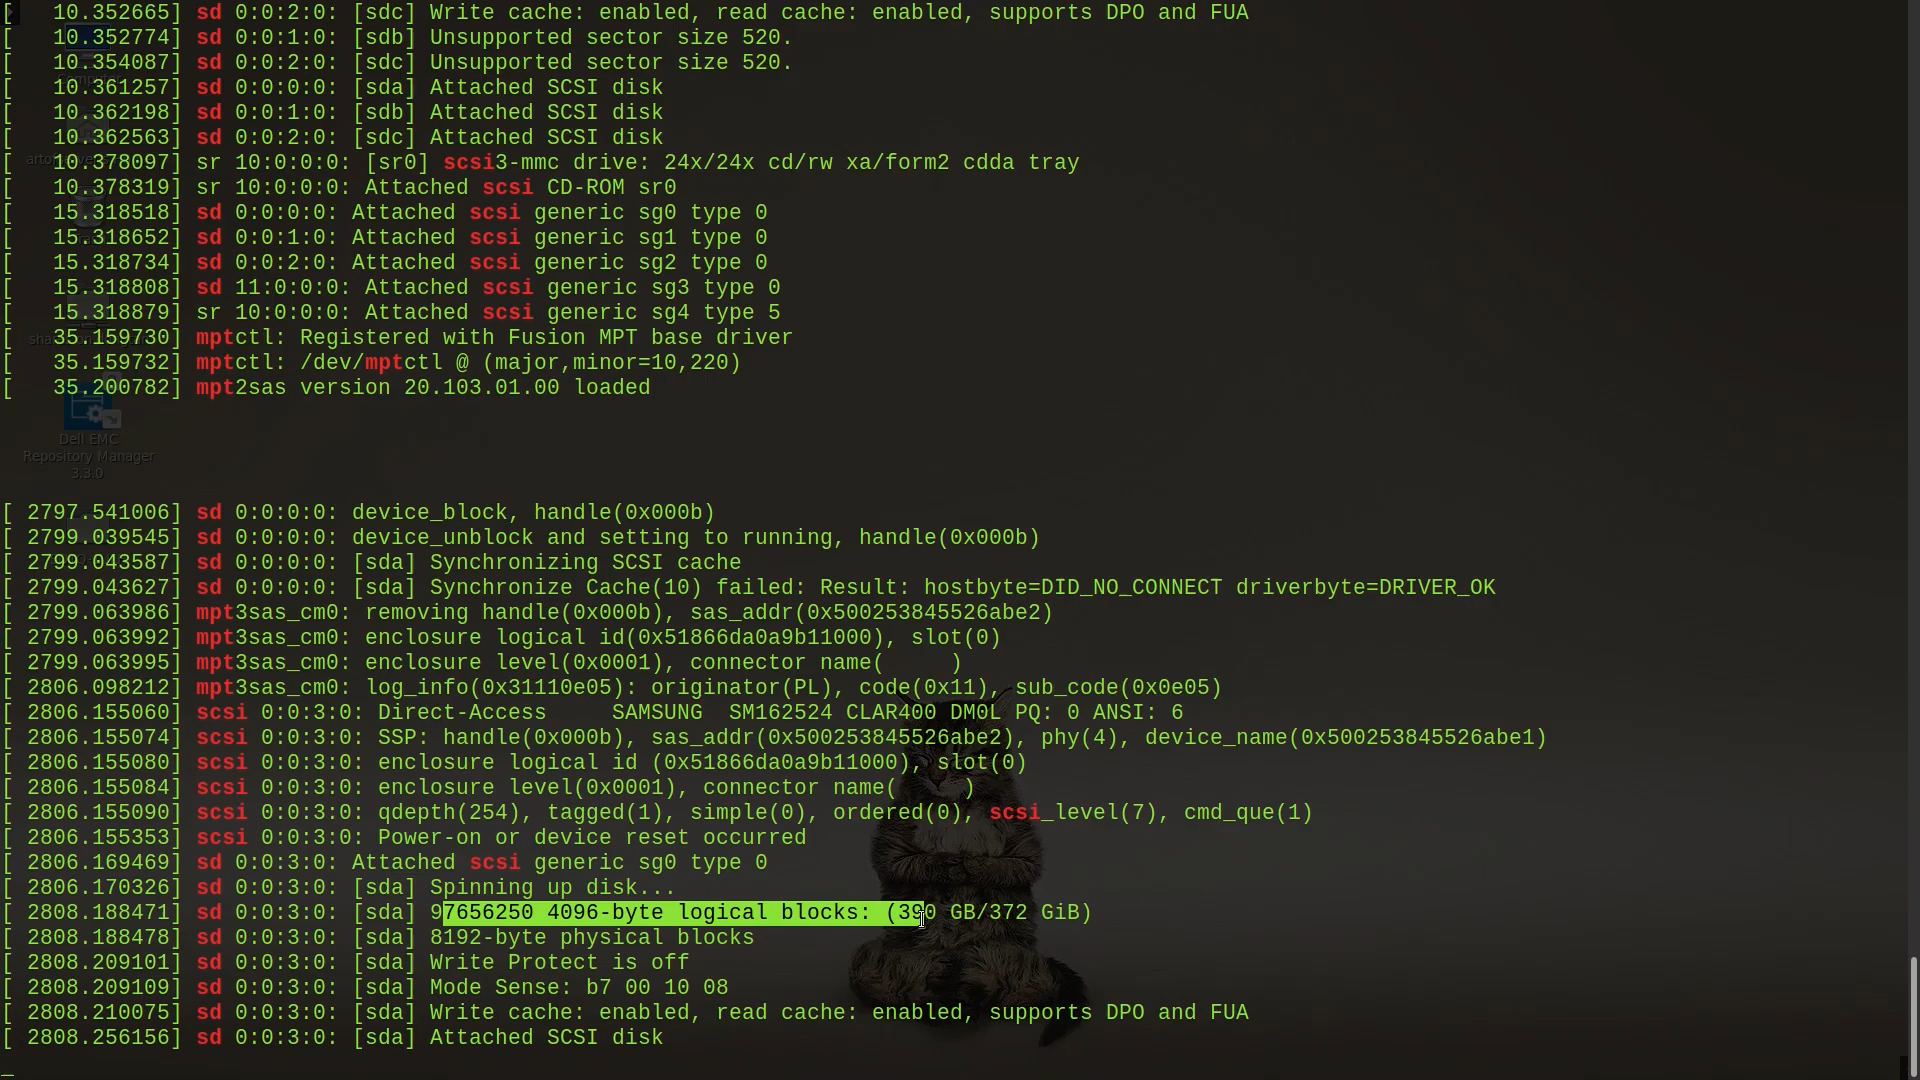 [   10.352665] sd 0:0:2:0: [sdc] Write cache: enabled, read cache: enabled, supports DPO and FUA
[   10.352774] sd 0:0:1:0: [sdb] Unsupported sector size 520.
[   10.354087] sd 0:0:2:0: [sdc] Unsupported sector size 520.
[   10.361257] sd 0:0:0:0: [sda] Attached SCSI disk
[   10.362198] sd 0:0:1:0: [sdb] Attached SCSI disk
[   10.362563] sd 0:0:2:0: [sdc] Attached SCSI disk
[   10.378097] sr 10:0:0:0: [sr0] scsi3-mmc drive: 24x/24x cd/rw xa/form2 cdda tray
[   10.378319] sr 10:0:0:0: Attached scsi CD-ROM sr0
[   15.318518] sd 0:0:0:0: Attached scsi generic sg0 type 0
[   15.318652] sd 0:0:1:0: Attached scsi generic sg1 type 0
[   15.318734] sd 0:0:2:0: Attached scsi generic sg2 type 0
[   15.318808] sd 11:0:0:0: Attached scsi generic sg3 type 0
[   15.318879] sr 10:0:0:0: Attached scsi generic sg4 type 5
[   35.159730] mptctl: Registered with Fusion MPT base driver
[   35.159732] mptctl: /dev/mptctl @ (major,minor=10,220)
[   35.200782] mpt2sas version 20.103.01.00 loaded
Dell EMC
Repository Manager
3.3.0
[ 2797.541006] sd 0:0:0:0: device_block, handle(0x000b)
[ 2799.039545] sd 0:0:0:0: device_unblock and setting to running, handle(0x000b)
[ 2799.043587] sd 0:0:0:0: [sda] Synchronizing SCSI cache
[ 2799.043627] sd 0:0:0:0: [sda] Synchronize Cache(10) failed: Result: hostbyte=DID_NO_CONNECT driverbyte=DRIVER_OK
[ 2799.063986] mpt3sas_cm0: removing handle(0x000b), sas_addr(0x500253845526abe2)
[ 2799.063992] mpt3sas_cm0: enclosure logical id(0x51866da0a9b11000), slot(0)
[ 2799.063995] mpt3sas_cm0: enclosure level(0x0001), connector name(     )
[ 2806.098212] mpt3sas_cm0: log_info(0x31110e05): originator(PL), code(0x11), sub_code(0x0e05)
[ 2806.155060] scsi 0:0:3:0: Direct-Access     SAMSUNG  SM162524 CLAR400 DM0L PQ: 0 ANSI: 6
[ 2806.155074] scsi 0:0:3:0: SSP: handle(0x000b), sas_addr(0x500253845526abe2), phy(4), device_name(0x500253845526abe1)
[ 2806.155080] scsi 0:0:3:0: enclosure logical id (0x51866da0a9b11000), slot(0)
[ 2806.155084] scsi 0:0:3:0: enclosure level(0x0001), connector name(     )
[ 2806.155090] scsi 0:0:3:0: qdepth(254), tagged(1), simple(0), ordered(0), scsi_level(7), cmd_que(1)
[ 2806.155353] scsi 0:0:3:0: Power-on or device reset occurred
[ 2806.169469] sd 0:0:3:0: Attached scsi generic sg0 type 0
[ 2806.170326] sd 0:0:3:0: [sda] Spinning up disk...
[ 2808.188471] sd 0:0:3:0: [sda] 97656250 4096-byte logical blocks: (390 GB/372 GiB)
[ 2808.188478] sd 0:0:3:0: [sda] 8192-byte physical blocks
[ 2808.209101] sd 0:0:3:0: [sda] Write Protect is off
[ 2808.209109] sd 0:0:3:0: [sda] Mode Sense: b7 00 10 08
[ 2808.210075] sd 0:0:3:0: [sda] Write cache: enabled, read cache: enabled, supports DPO and FUA
[ 2808.256156] sd 0:0:3:0: [sda] Attached SCSI disk